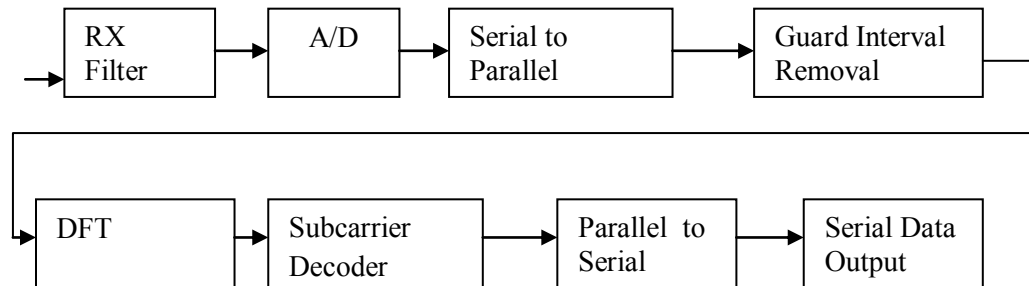 RX
Filter
A/D
Serial to
Parallel
Guard Interval
Removal
DFT
Subcarrier
Decoder
Parallel to
Serial
Serial Data
Output